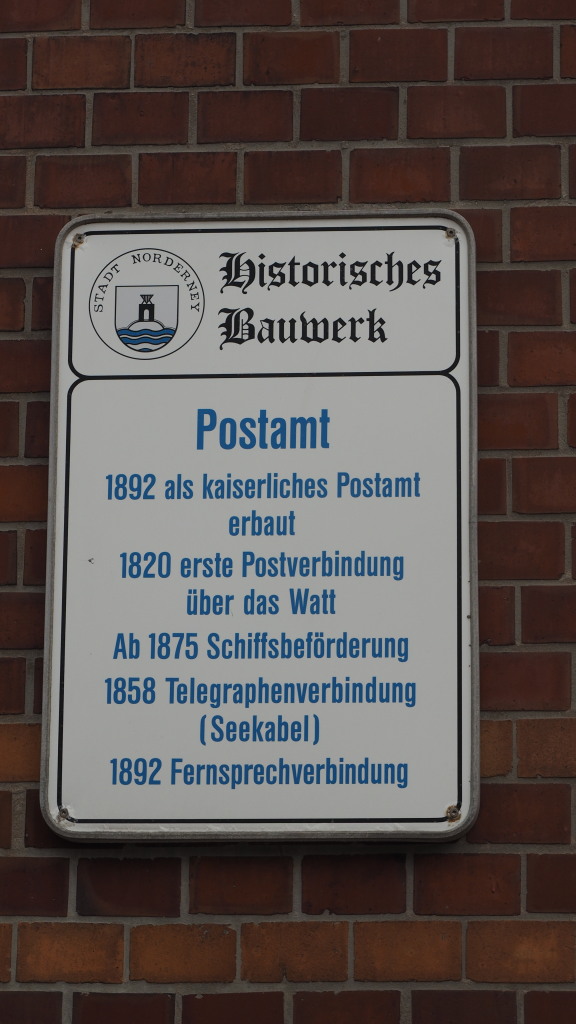 STADT NORDERNEY
Historisches
Bauwerk
Postamt
1892 als kaiserliches Postamt
erbaut
1820 erste Postverbindung
über das Watt
Ab 1875 Schiffsbeförderung
1858 Telegraphenverbindung
(Seekabel)
1892 Fernsprechverbindung